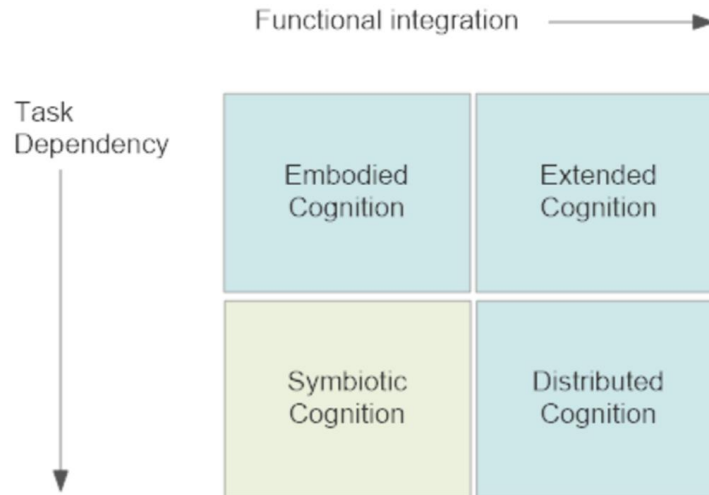 Functional integration
Task
Dependency
Embodied
Cognition
Extended
Cognition
Symbiotic
Cognition
Distributed
Cognition